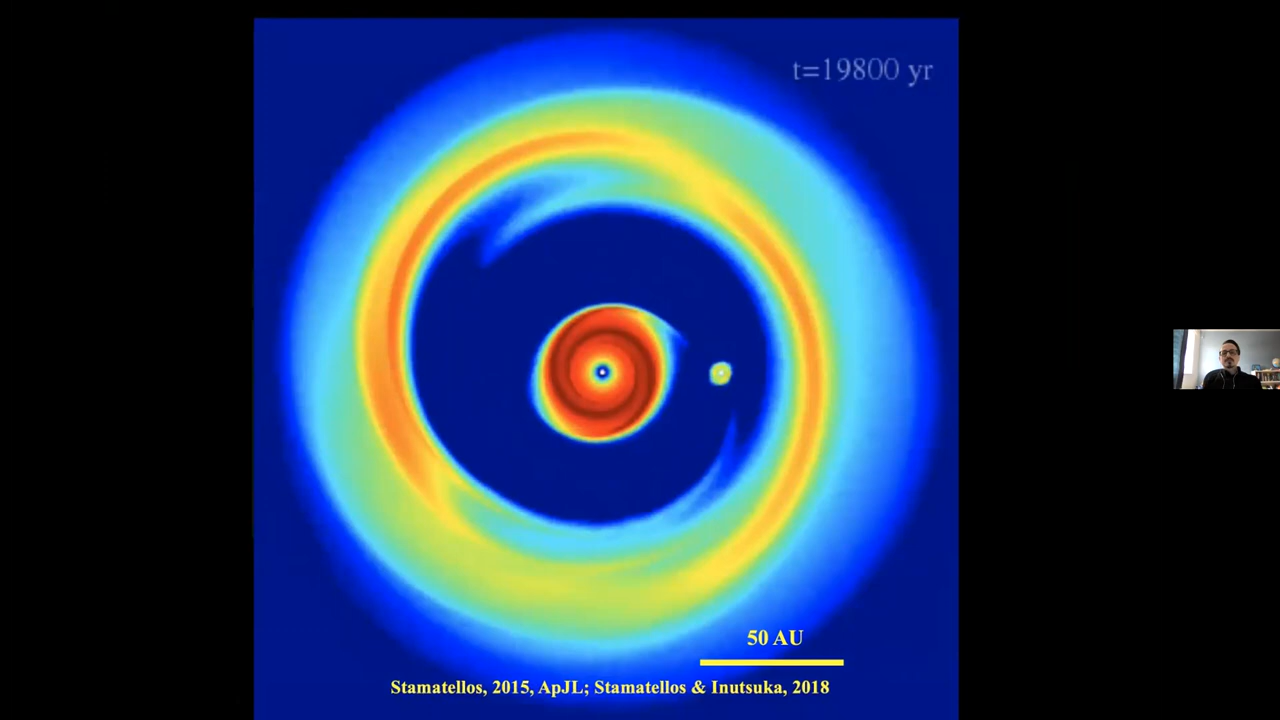 t=19800 yr
50 AU
Stamatellos, 2015, ApJL; Stamatellos & Inutsuka, 2018